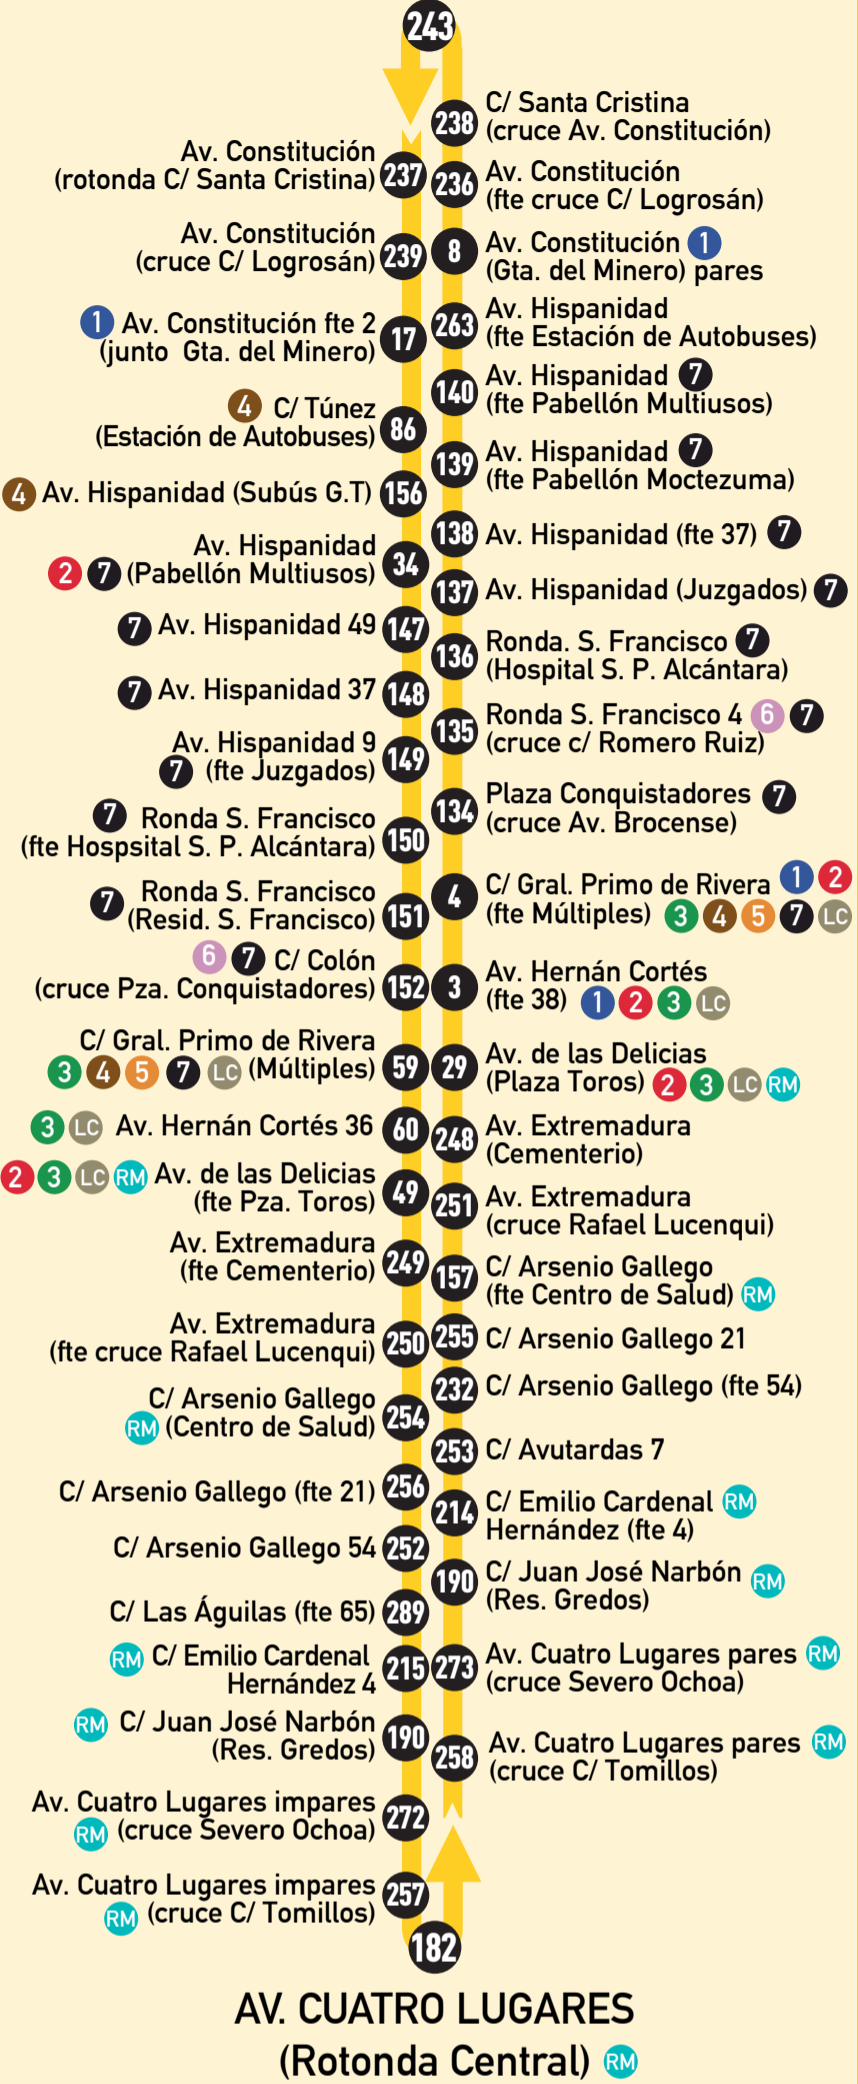 243
Av. Constitución
(rotonda C/ Santa Cristina) 237
Av. Constitución
(cruce C/ Logrosán) 239
1 Av. Constitución fte 2
(junto Gta. del Minero) 17
4 C/ Túnez
(Estación de Autobuses) 86
4 Av. Hispanidad (Subús G.T) 156
Av. Hispanidad
2 7 (Pabellón Multiusos) 34
7 Av. Hispanidad 49 147
7 Av. Hispanidad 37 148
Av. Hispanidad 9
7 (fte Juzgados) 149
7 Ronda S. Francisco
(fte Hospsital S. P. Alcántara) 150
7 Ronda S. Francisco
(Resid. S. Francisco) 151
6 7 C/ Colón
(cruce Pza. Conquistadores) 152
C/ Gral. Primo de Rivera
3 4 5 7 LC (Múltiples) 59
3 LC Av. Hernán Cortés 36 60
2 3 LC RM Av. de las Delicias
(fte Pza. Toros) 49
Av. Extremadura
(fte Cementerio) 249
Av. Extremadura
(fte cruce Rafael Lucenqui) 250
C/ Arsenio Gallego
RM (Centro de Salud) 254
C/ Arsenio Gallego (fte 21) 256
C/ Arsenio Gallego 54 252
C/ Las Águilas (fte 65) 289
RM C/ Emilio Cardenal
Hernández 4 215
RM C/ Juan José Narbón
(Res. Gredos) 190
Av. Cuatro Lugares impares
RM (cruce Severo Ochoa) 272
Av. Cuatro Lugares impares
RM (cruce C/ Tomillos) 257
C/ Santa Cristina
238 (cruce Av. Constitución)
236 Av. Constitución
(fte cruce C/ Logrosán)
8 Av. Constitución 1
(Gta. del Minero) pares
263 Av. Hispanidad
(fte Estación de Autobuses)
140 Av. Hispanidad 7
(fte Pabellón Multiusos)
139 Av. Hispanidad 7
(fte Pabellón Moctezuma)
138 Av. Hispanidad (fte 37) 7
137 Av. Hispanidad (Juzgados) 7
136 Ronda. S. Francisco 7
(Hospital S. P. Alcántara)
135 Ronda S. Francisco 4 6 7
(cruce c/ Romero Ruiz)
134 Plaza Conquistadores 7
(cruce Av. Brocense)
4 C/ Gral. Primo de Rivera 1 2
(fte Múltiples) 3 4 5 7 LC
3 Av. Hernán Cortés
(fte 38) 1 2 3 LC
29 Av. de las Delicias
(Plaza Toros) 2 3 LC RM
248 Av. Extremadura
(Cementerio)
251 Av. Extremadura
(cruce Rafael Lucenqui)
157 C/ Arsenio Gallego
(fte Centro de Salud) RM
255 C/ Arsenio Gallego 21
232 C/ Arsenio Gallego (fte 54)
253 C/ Avutardas 7
214 C/ Emilio Cardenal RM
Hernández (fte 4)
190 C/ Juan José Narbón RM
(Res. Gredos)
273 Av. Cuatro Lugares pares RM
(cruce Severo Ochoa)
258 Av. Cuatro Lugares pares RM
(cruce C/ Tomillos)
182
AV. CUATRO LUGARES
(Rotonda Central) RM